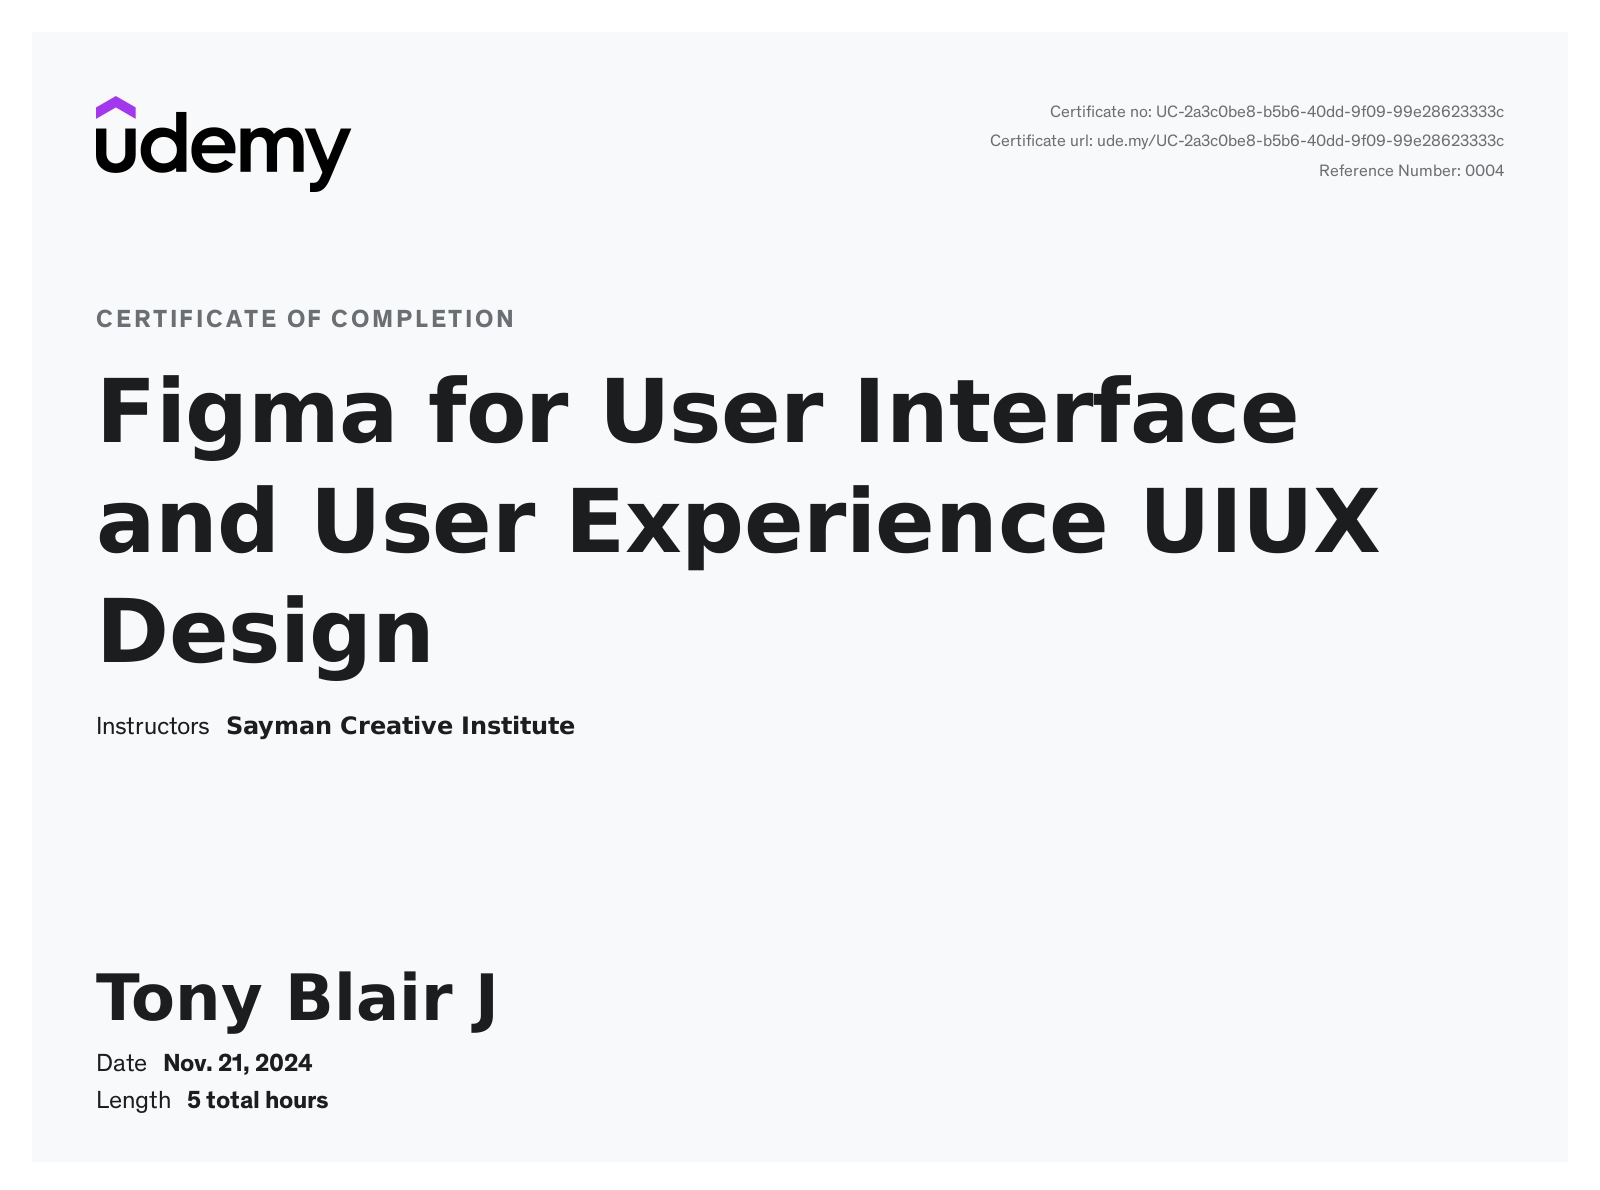 udemy
Certificate no: UC-2a3c0be8-b5b6-40dd-9f09-99e28623333c
Certificate url: ude.my/UC-2a3c0be8-b5b6-40dd-9f09-99e28623333c
Reference Number: 0004
CERTIFICATE OF COMPLETION
Figma for User Interface
and User Experience UIUX
Design
Instructors Sayman Creative Institute
Tony Blair J
Date Nov. 21, 2024
Length 5 total hours